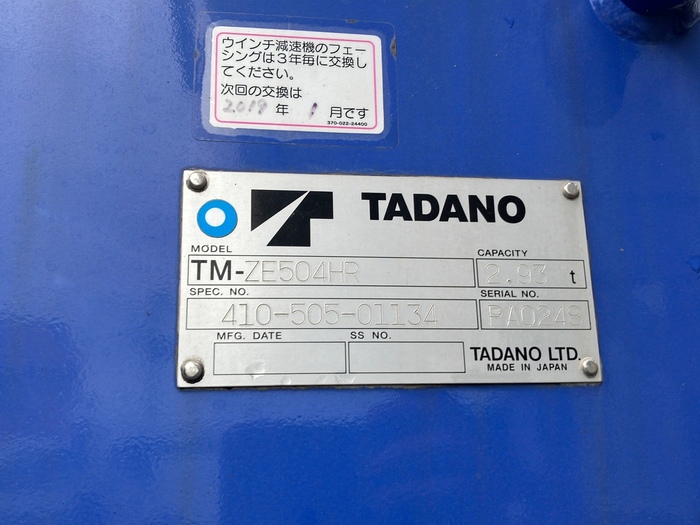 ウインチ減速機のフェー
シングは3年毎に交換し
てください。
次回の交換は
2019 年 1 月です
370-022-24400
TADANO
MODEL
CAPACITY
TM-ZE504HR
2.93 t
SPEC. NO.
SERIAL NO.
410-505-01134
MFG. DATE
SS NO.
TADANO LTD.
MADE IN JAPAN